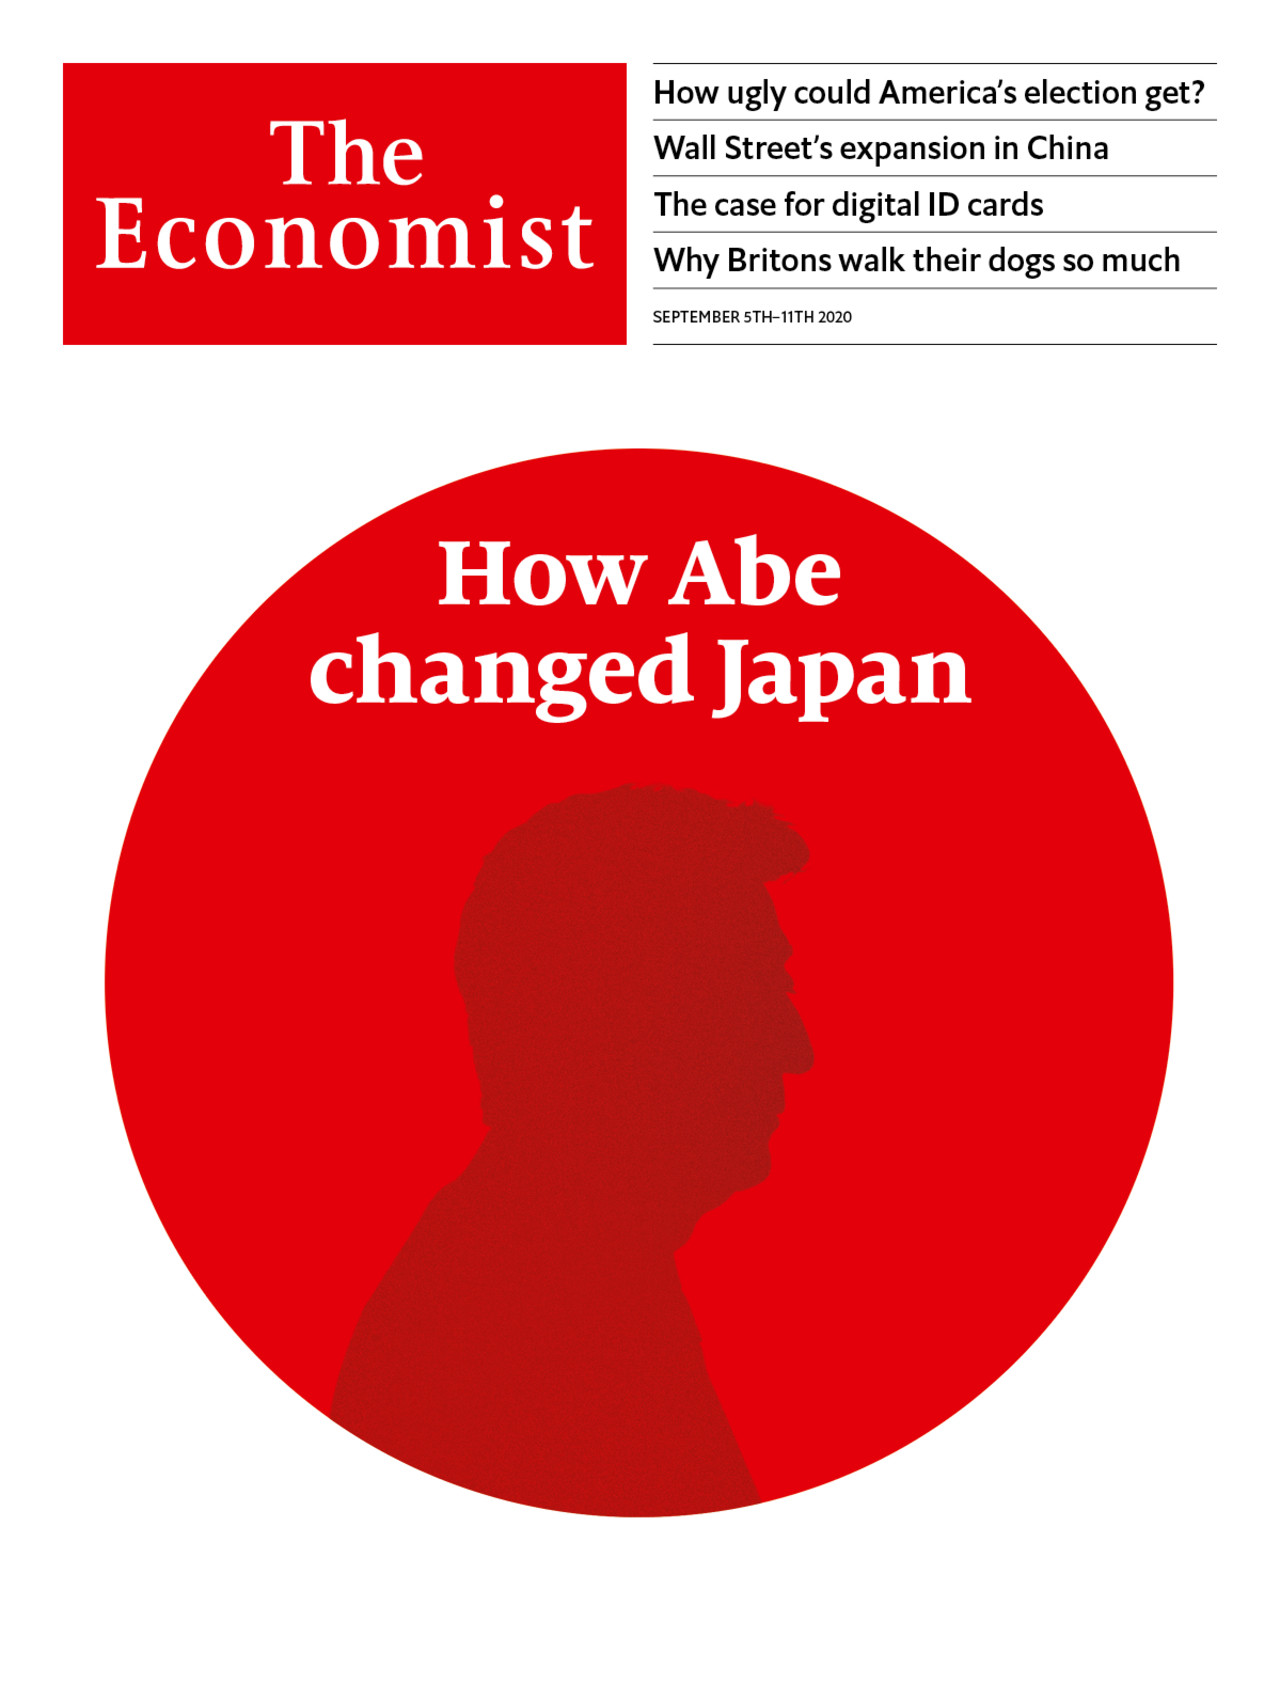 The
Economist
How ugly could America’s election get?
Wall Street’s expansion in China
The case for digital ID cards
Why Britons walk their dogs so much
SEPTEMBER 5TH–11TH 2020
How Abe
changed Japan